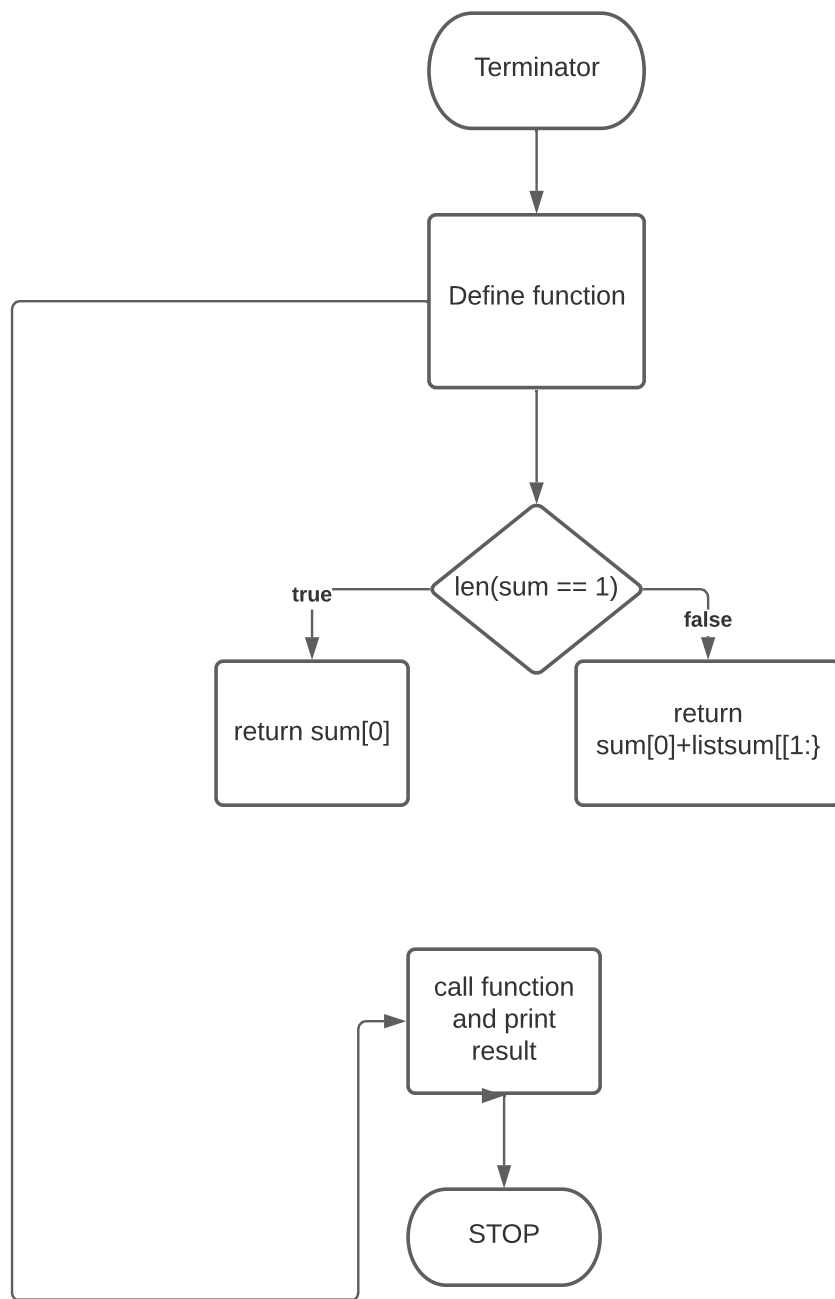 Terminator
Define function
len(sum == 1)
true
false
return sum[0]
return
sum[0]+listsum[[1:}
call function
and print
result
STOP